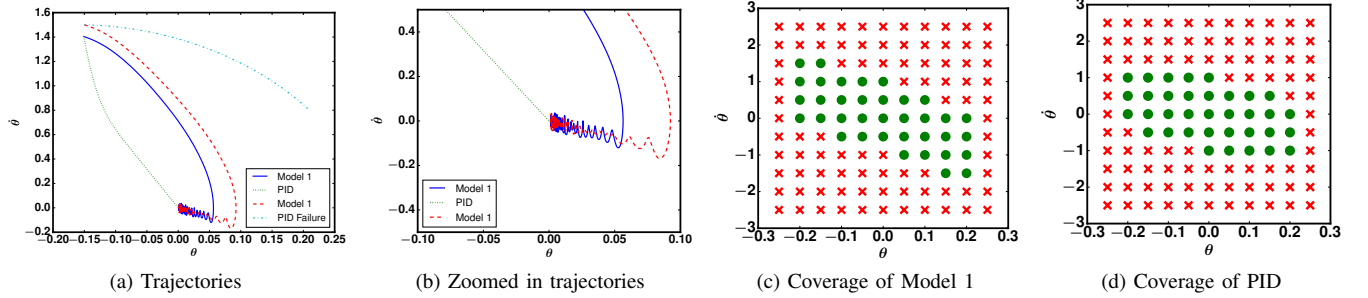 1.6
1.4
1.2
1.0
0.8
0.6
0.4
0.2
0.0
−0.2
θ̇
−0.20 −0.15 −0.10 −0.05 0.00 0.05 0.10 0.15 0.20 0.25
θ
Model 1
PID
Model 1
PID Failure
(a) Trajectories
0.4
0.2
0.0
−0.2
−0.4
θ̇
−0.10 −0.05 0.00 0.05 0.10
θ
Model 1
PID
Model 1
(b) Zoomed in trajectories
3
2
1
0
−1
−2
−3
θ̇
−0.3 −0.2 −0.1 0.0 0.1 0.2 0.3
θ
(c) Coverage of Model 1
3
2
1
0
−1
−2
−3
θ̇
−0.3 −0.2 −0.1 0.0 0.1 0.2 0.3
θ
(d) Coverage of PID